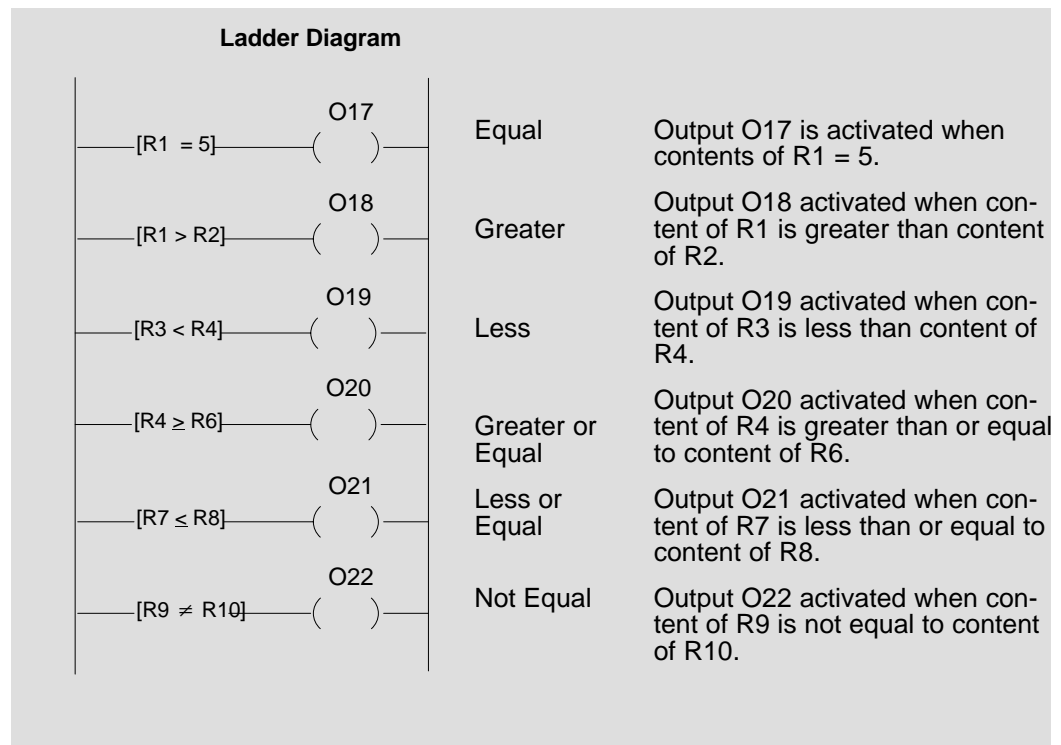 Ladder Diagram
O17
[R1 = 5]
Equal
Output O17 is activated when
contents of R1 = 5.
O18
[R1 > R2]
Greater
Output O18 activated when con-
tent of R1 is greater than content
of R2.
O19
[R3 < R4]
Less
Output O19 activated when con-
tent of R3 is less than content of
R4.
O20
[R4 ≥ R6]
Greater or
Equal
Output O20 activated when con-
tent of R4 is greater than or equal
to content of R6.
O21
[R7 ≤ R8]
Less or
Equal
Output O21 activated when con-
tent of R7 is less than or equal to
content of R8.
O22
[R9 ≠ R10]
Not Equal
Output O22 activated when con-
tent of R9 is not equal to content
of R10.